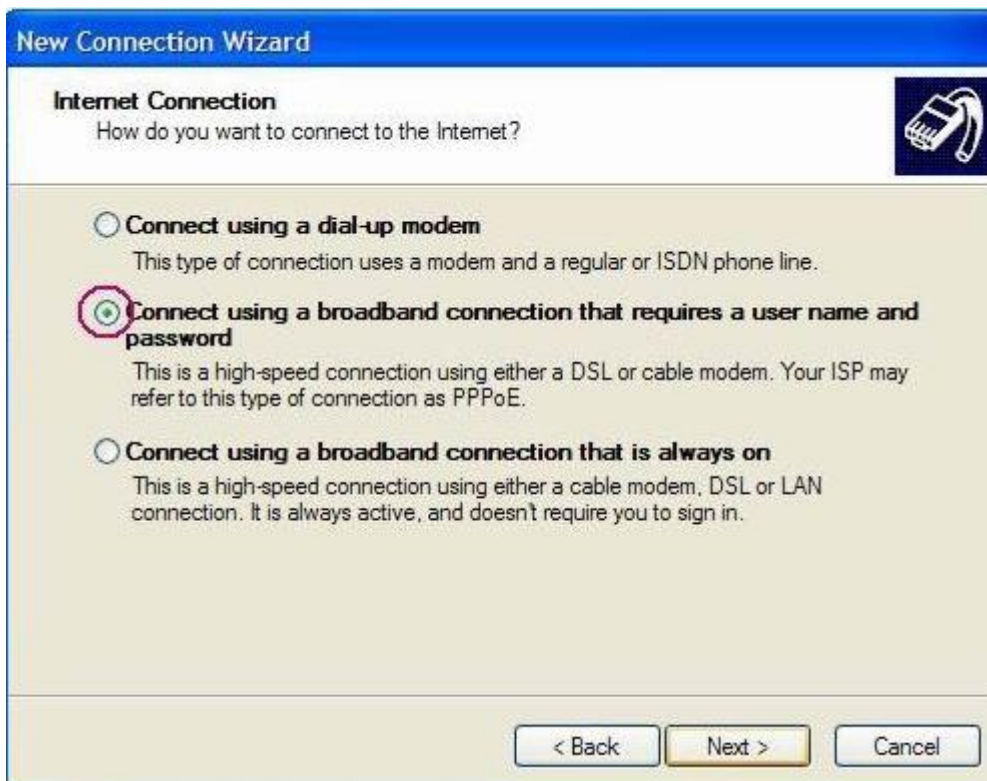 New Connection Wizard
Internet Connection
How do you want to connect to the Internet?
Connect using a dial-up modem
This type of connection uses a modem and a regular or ISDN phone line.
Connect using a broadband connection that requires a user name and
password
This is a high-speed connection using either a DSL or cable modem. Your ISP may
refer to this type of connection as PPPoE.
Connect using a broadband connection that is always on
This is a high-speed connection using either a cable modem, DSL or LAN
connection. It is always active, and doesn't require you to sign in.
< Back Next > Cancel